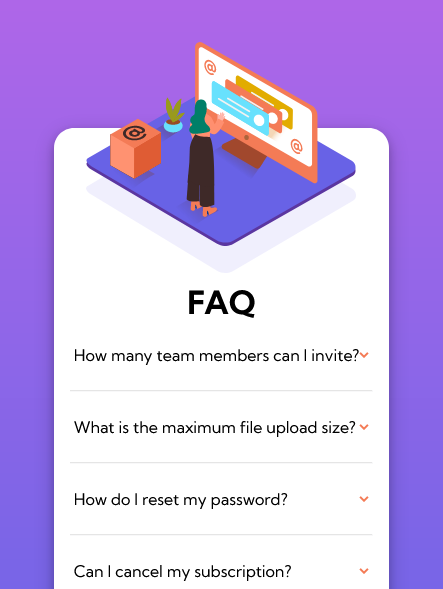 FAQ
How many team members can I invite?
What is the maximum file upload size?
How do I reset my password?
Can I cancel my subscription?